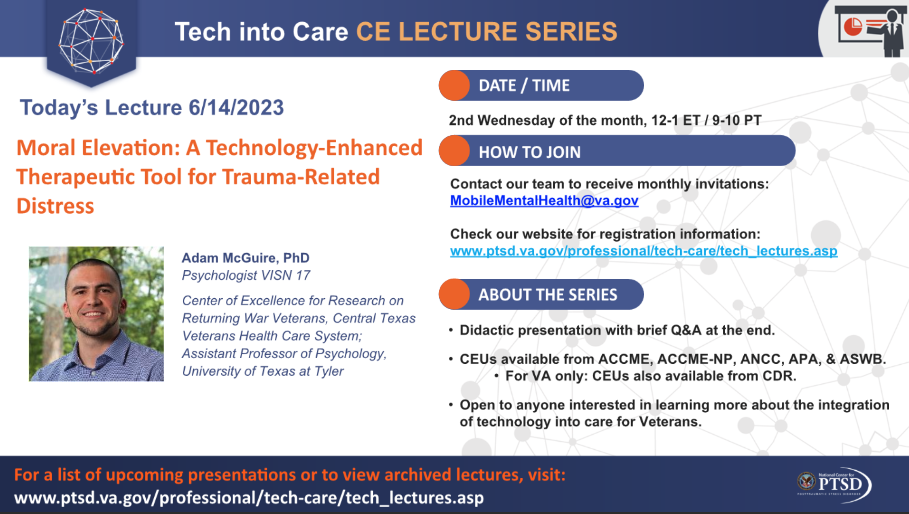 Tech into Care CE LECTURE SERIES
Today's Lecture 6/14/2023
Moral Elevation: A Technology-Enhanced
Therapeutic Tool for Trauma-Related
Distress
Adam McGuire, PhD
Psychologist VISN 17
Center of Excellence for Research on
Returning War Veterans, Central Texas
Veterans Health Care System;
Assistant Professor of Psychology,
University of Texas at Tyler
DATE / TIME
2nd Wednesday of the month, 12-1 ET / 9-10 PT
HOW TO JOIN
Contact our team to receive monthly invitations:
MobileMentalHealth@va.gov
Check our website for registration information:
www.ptsd.va.gov/professional/tech-care/tech_lectures.asp
ABOUT THE SERIES
• Didactic presentation with brief Q&A at the end.
• CEUs available from ACCME, ACCME-NP, ANCC, APA, & ASWB.
• For VA only: CEUs also available from CDR.
• Open to anyone interested in learning more about the integration
of technology into care for Veterans.
For a list of upcoming presentations or to view archived lectures, visit:
www.ptsd.va.gov/professional/tech-care/tech_lectures.asp
National Center for
PTSD
POSTTRAUMATIC STRESS DISORDER